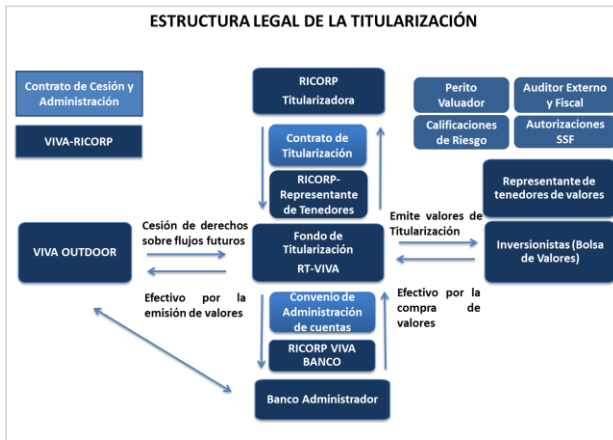 ESTRUCTURA LEGAL DE LA TITULARIZACIÓN
Contrato de Cesión y
Administración
VIVA-RICORP
RICORP
Titularizadora
Perito
Valuador
Auditor Externo
y Fiscal
Calificaciones
de Riesgo
Autorizaciones
SSF
Contrato de
Titularización
RICORP-
Representante
de Tenedores
Representante de
tenedores de valores
VIVA OUTDOOR
Cesión de derechos
sobre flujos futuros
Fondo de
Titularización
RT-VIVA
Emite valores de
Titularización
Inversionistas (Bolsa
de Valores)
Efectivo por la
emisión de valores
Convenio de
Administración
de cuentas
Efectivo por la
compra de
valores
RICORP VIVA
BANCO
Banco Administrador